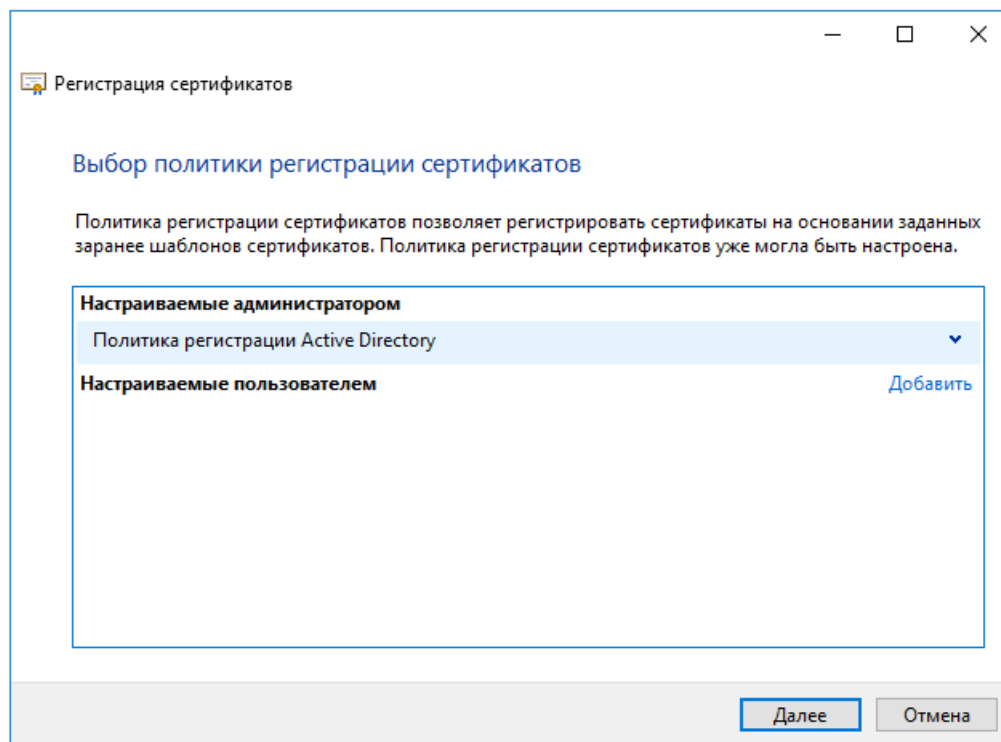 Регистрация сертификатов
Выбор политики регистрации сертификатов
Политика регистрации сертификатов позволяет регистрировать сертификаты на основании заданных
заранее шаблонов сертификатов. Политика регистрации сертификатов уже могла быть настроена.
Настраиваемые администратором
Политика регистрации Active Directory
Настраиваемые пользователем Добавить
Далее Отмена